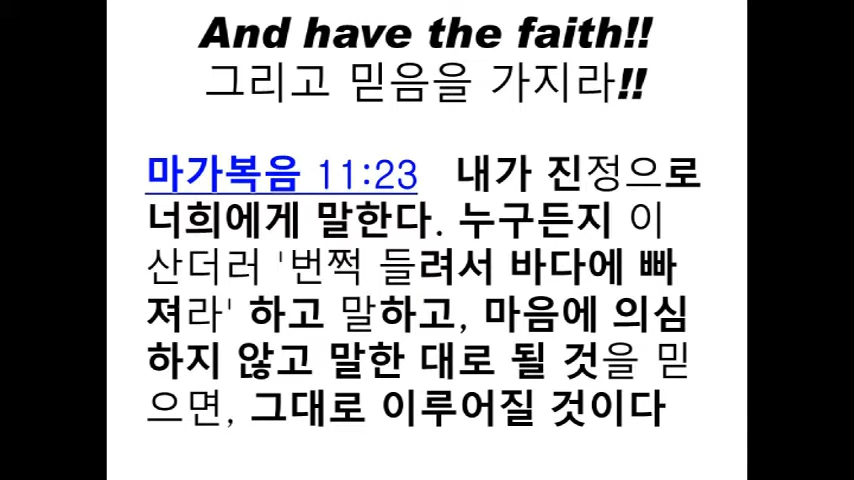 And have the faith!!
그리고 믿음을 가지라!!
마가복음 11:23 내가 진정으로
너희에게 말한다. 누구든지 이
산더러 '번쩍 들려서 바다에 빠
져라' 하고 말하고, 마음에 의심
하지 않고 말한 대로 될 것을 믿
으면, 그대로 이루어질 것이다